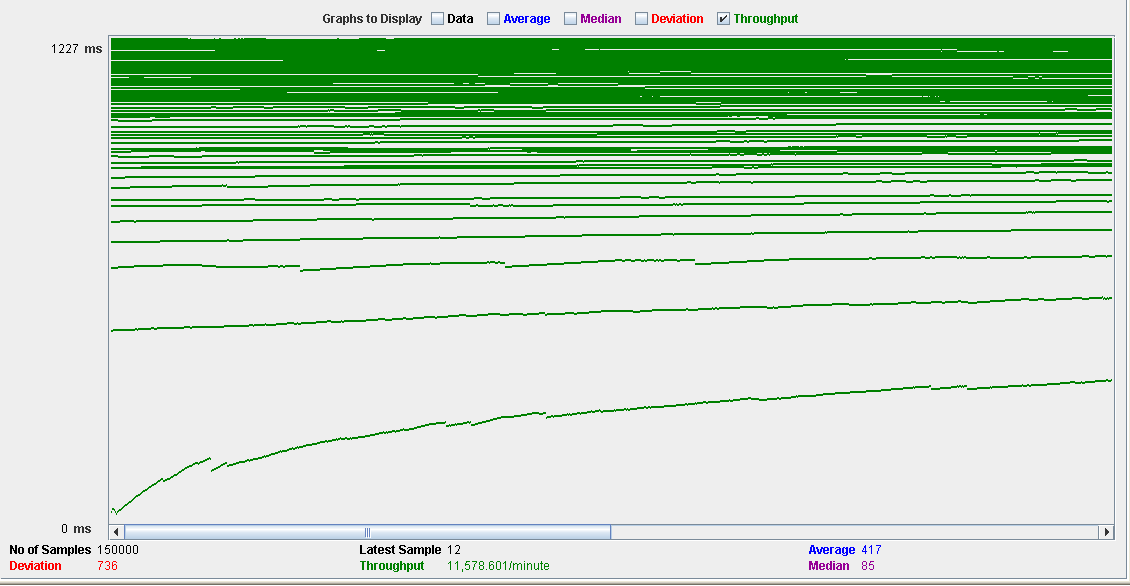 Graphs to Display Data Average Median Deviation Throughput
1227 ms
0 ms
No of Samples 150000 Latest Sample 12 Average 417
Deviation 736 Throughput 11,578.601/minute Median 85